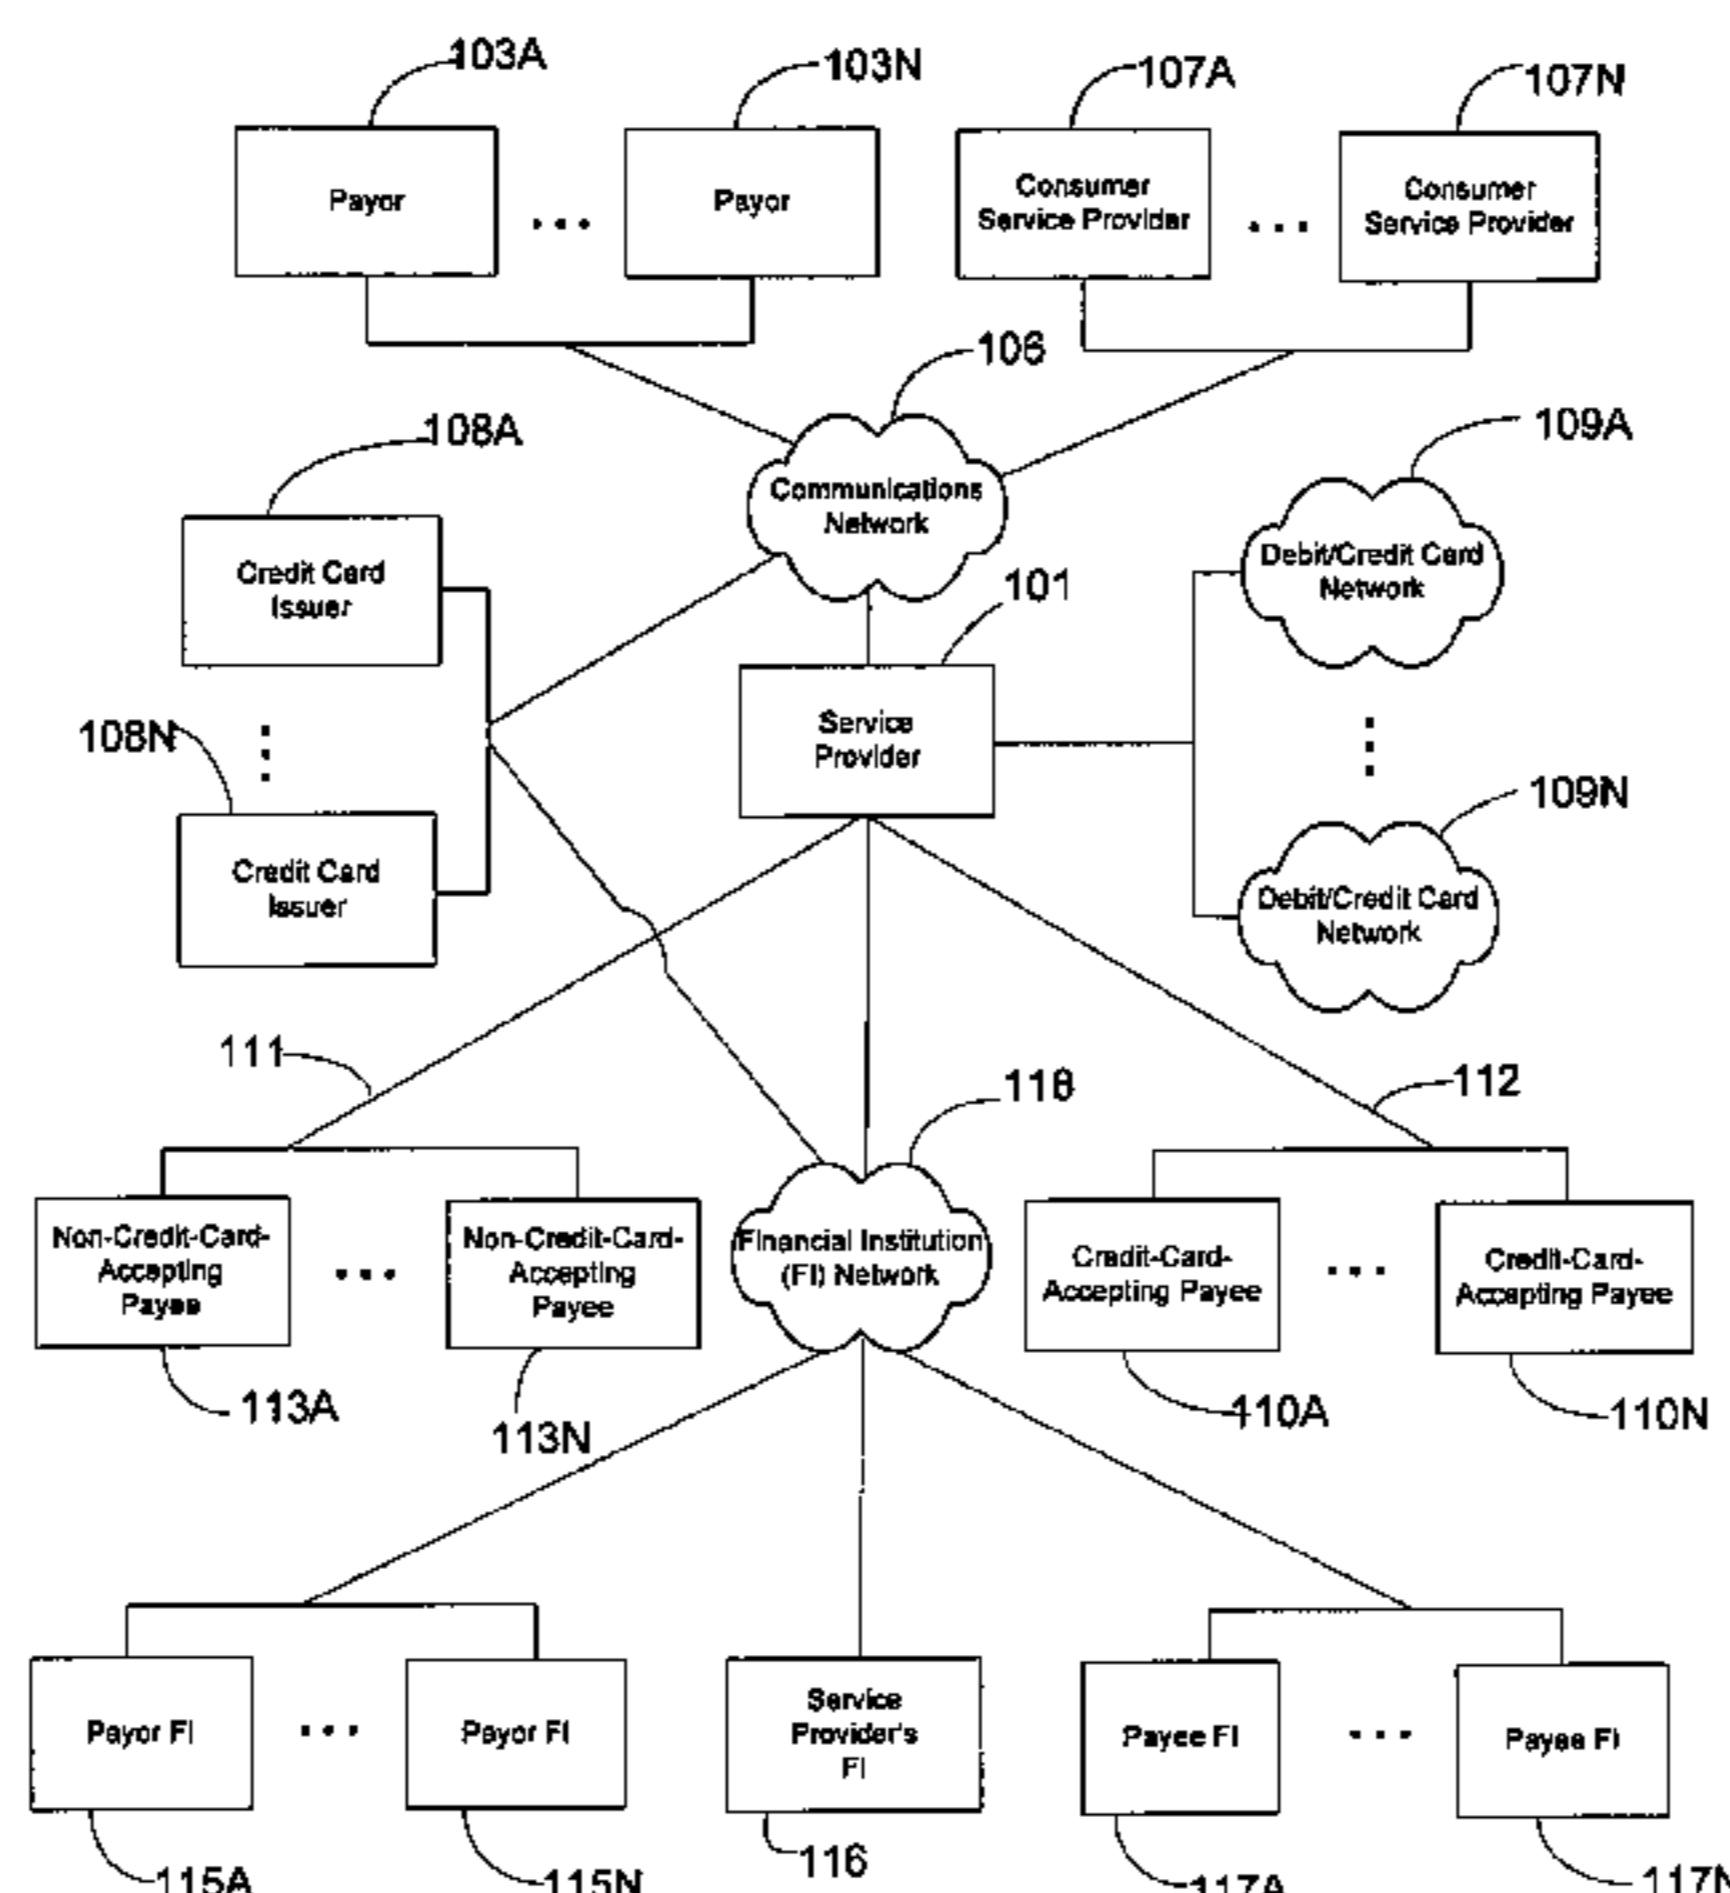 103A
103N
107A
107N
Payor
Payor
Consumer
Service Provider
Consumer
Service Provider
106
108A
109A
Communications
Network
Credit Card
Issuer
Debit/Credit Card
Network
101
108N
Service
Provider
109N
Credit Card
Issuer
Debit/Credit Card
Network
111
118
112
Non-Credit-Card-
Accepting
Payee
Non-Credit-Card-
Accepting
Payee
Financial Institution
(FI) Network
Credit-Card-
Accepting Payee
Credit-Card-
Accepting Payee
113A
113N
110A
110N
Payor FI
Payor FI
Service
Provider's
FI
Payee FI
Payee FI
115A
115N
116
117A
117N